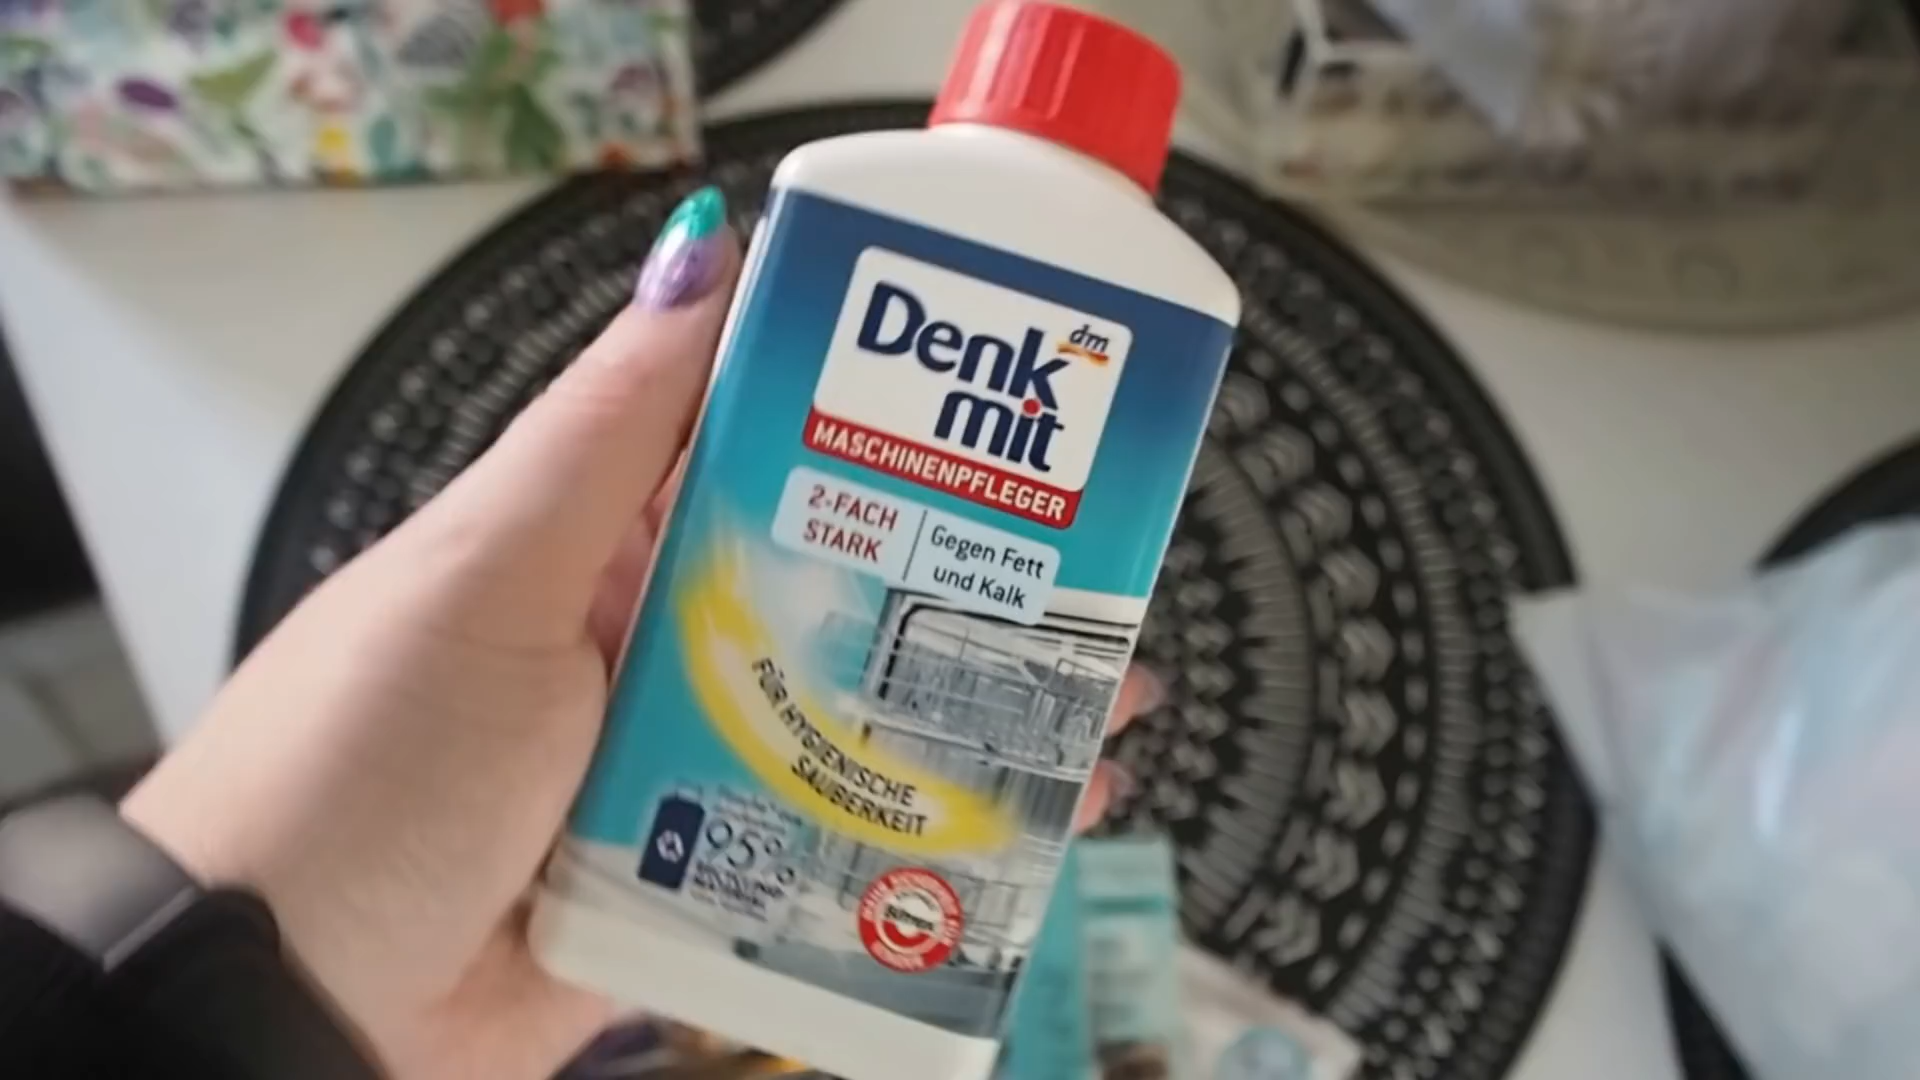 Denk
mit
dm
MASCHINENPFLEGER
2-FACH
STARK
Gegen Fett
und Kalk
FÜR HYGIENISCHE
SAUBERKEIT
95%